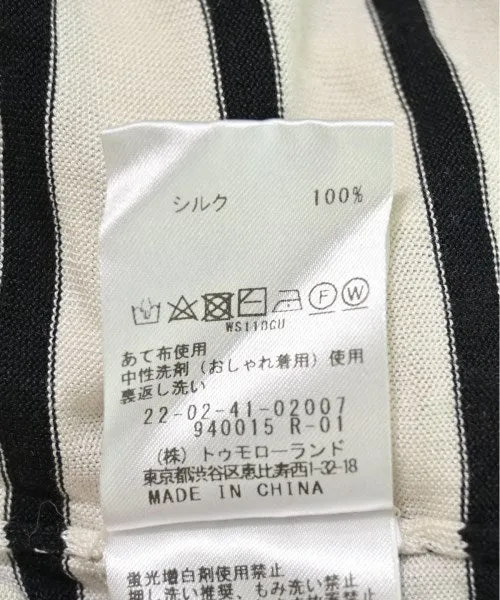 シルク 100%
F W
WS110CU
あて布使用
中性洗剤（おしゃれ着用）使用
裏返し洗い
22-02-41-02007
940015 R-01
（株）トゥモローランド
東京都渋谷区恵比寿西1-32-18
MADE IN CHINA
蛍光増白剤使用禁止
押し洗い推奨、もみ洗い禁止